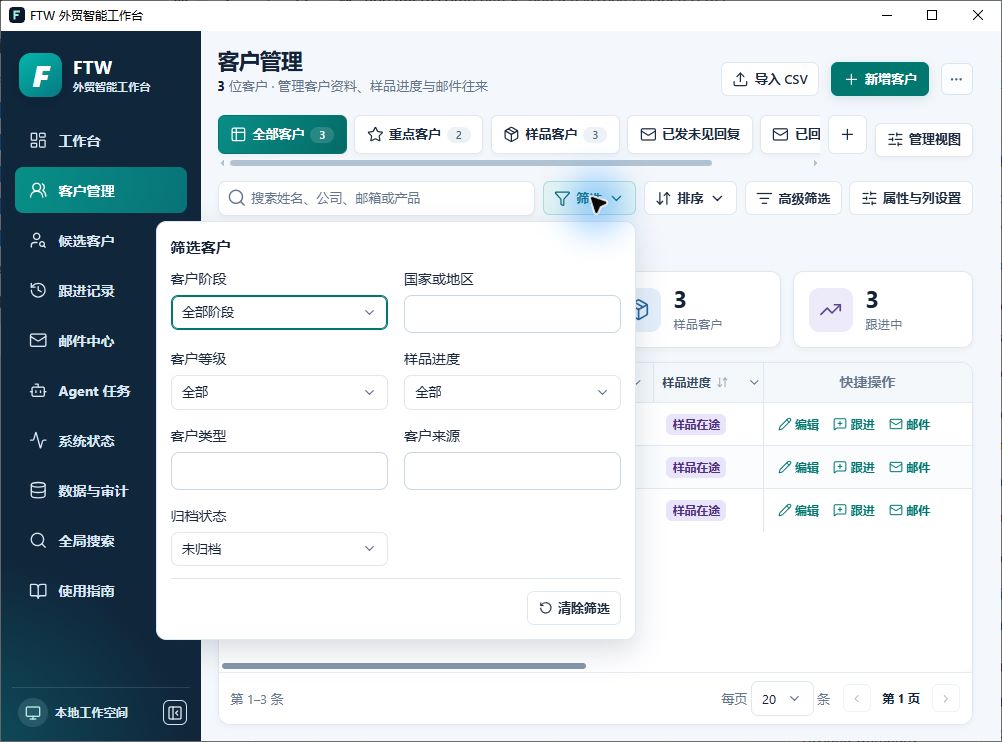 FTW 外贸智能工作台
FTW
外贸智能工作台
工作台
客户管理
候选客户
跟进记录
邮件中心
Agent 任务
系统状态
数据与审计
全局搜索
使用指南
本地工作空间
客户管理
3 位客户 · 管理客户资料、样品进度与邮件往来
导入 CSV
新增客户
全部客户 3
重点客户 2
样品客户 3
已发未见回复
已回
管理视图
搜索姓名、公司、邮箱或产品
排序
高级筛选
属性与列设置
筛选客户
客户阶段
国家或地区
全部阶段
客户等级
样品进度
全部
全部
客户类型
客户来源
归档状态
未归档
清除筛选
3
样品客户
3
跟进中
样品进度
快捷操作
样品在途 编辑 跟进 邮件
样品在途 编辑 跟进 邮件
样品在途 编辑 跟进 邮件
第 1–3 条
每页 20 条
第 1 页